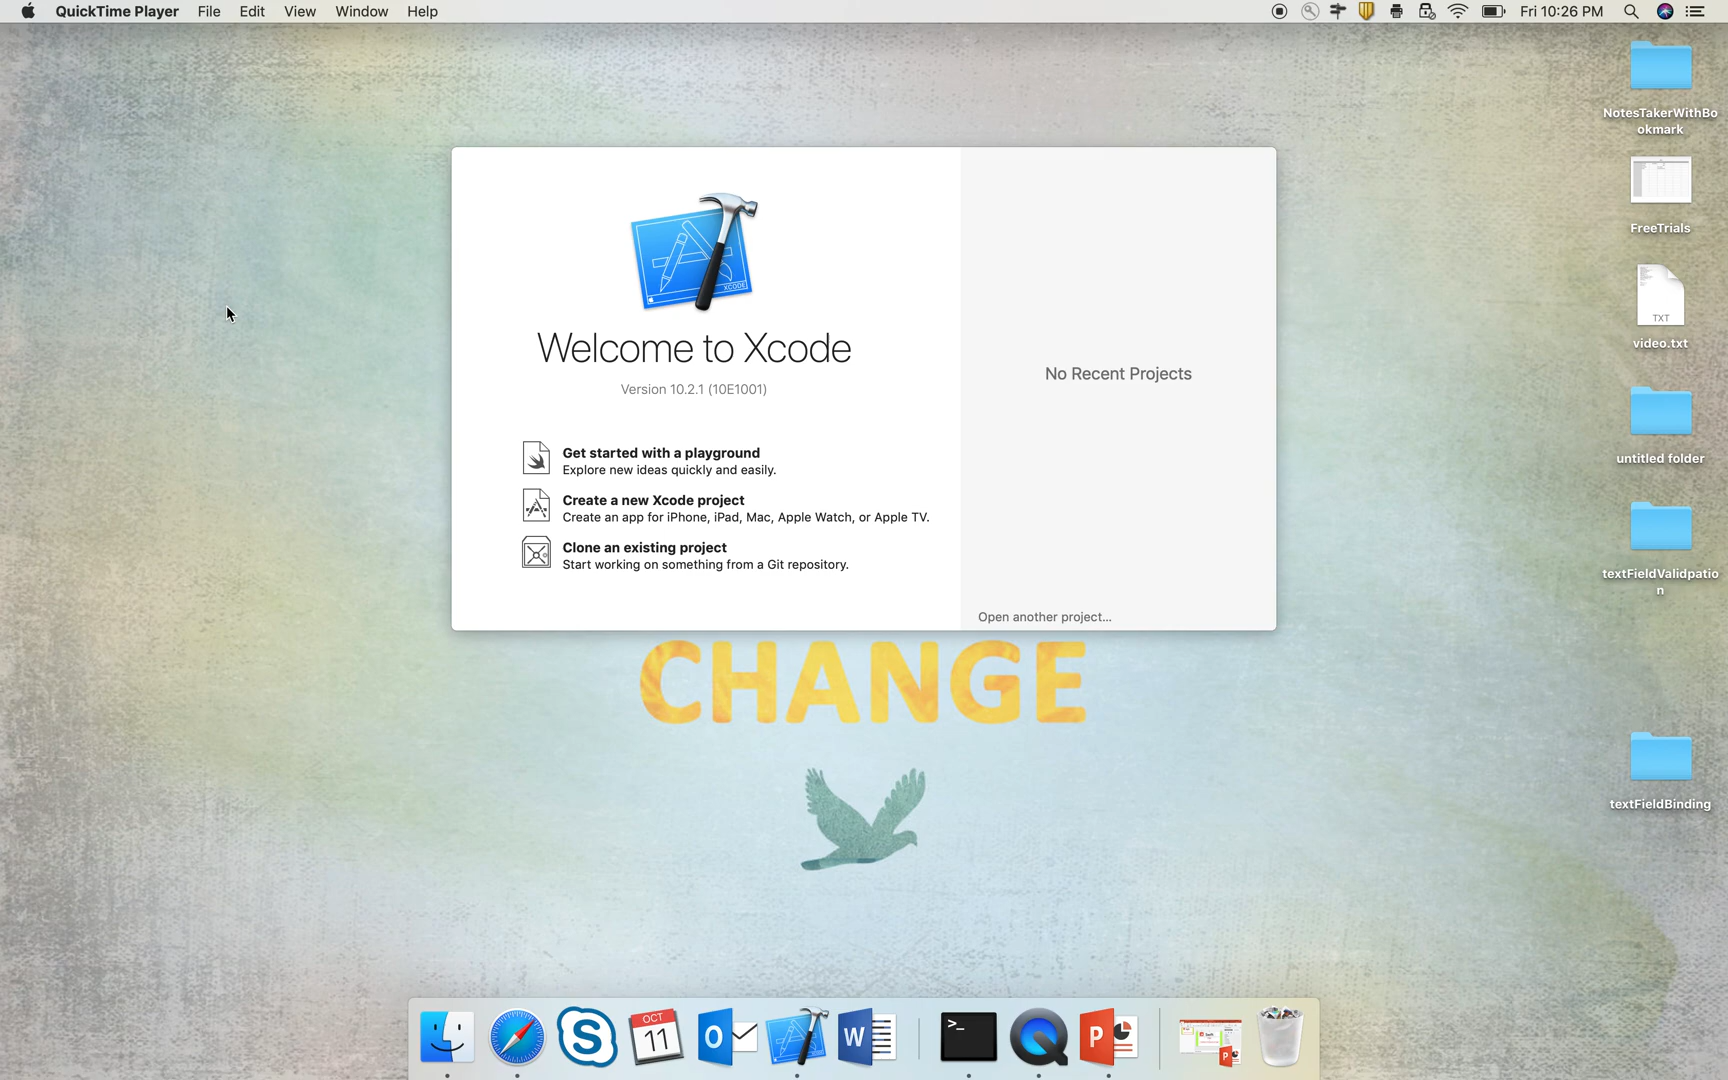 QuickTime Player File Edit View Window Help Fri 10:26 PM
NotesTakerWithBo
okmark
FreeTrials
TXT
video.txt
untitled folder
textFieldValidpatio
n
textFieldBinding
XCODE
Welcome to Xcode
Version 10.2.1 (10E1001)
Get started with a playground
Explore new ideas quickly and easily.
Create a new Xcode project
Create an app for iPhone, iPad, Mac, Apple Watch, or Apple TV.
Clone an existing project
Start working on something from a Git repository.
No Recent Projects
Open another project...
CHANGE
OCT
11